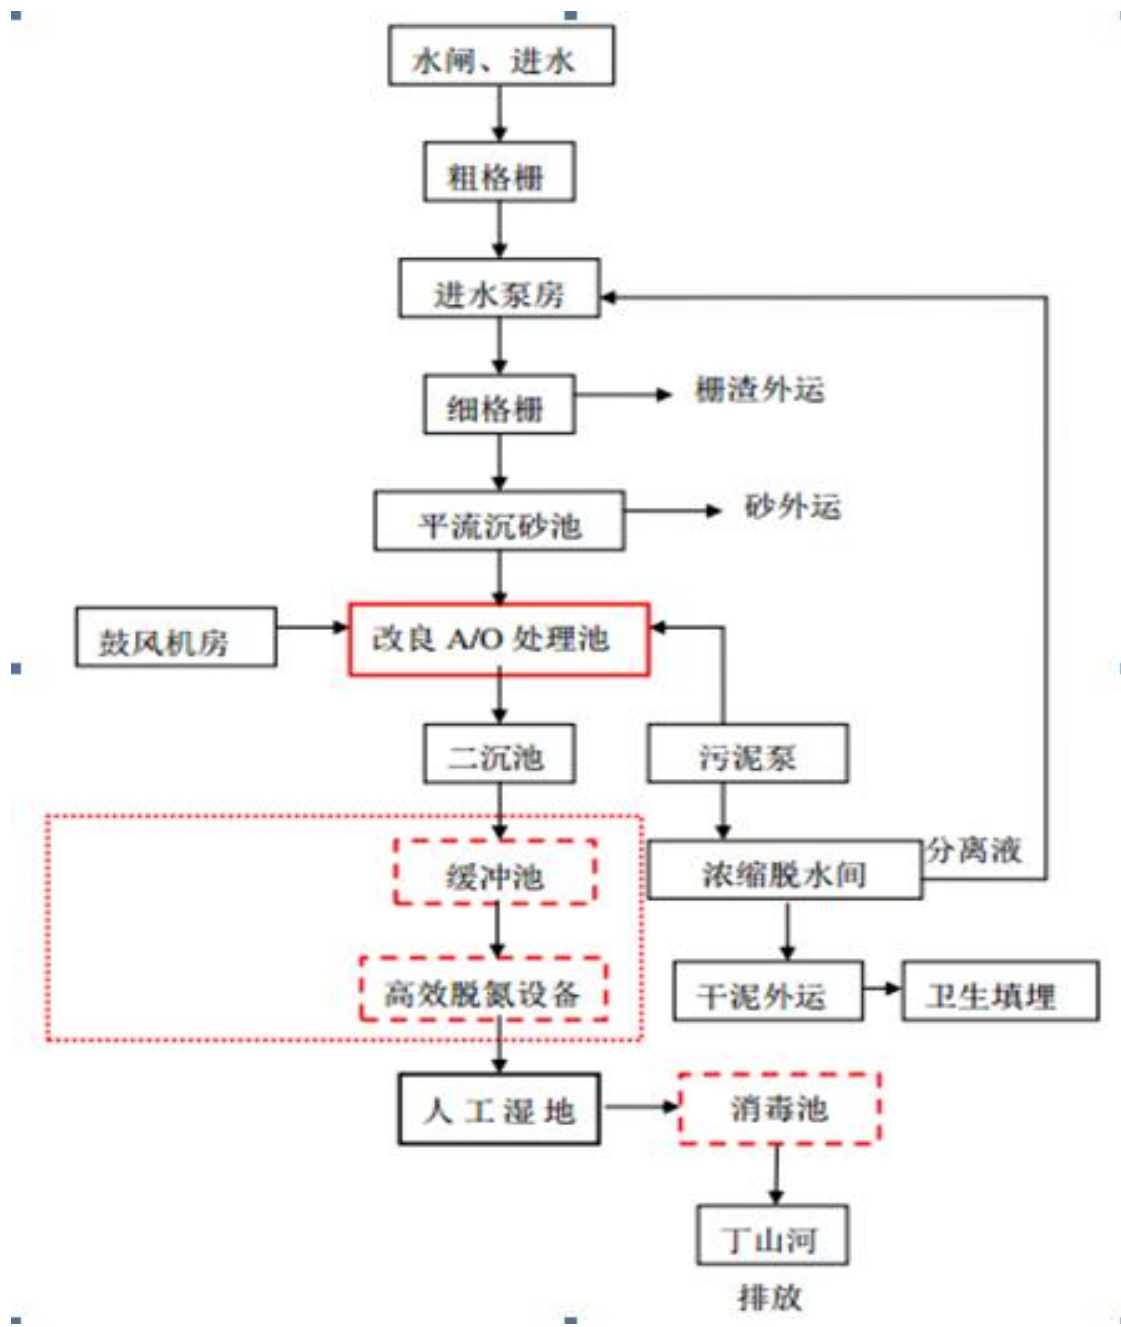 水闸、进水
粗格栅
进水泵房
细格栅
栅渣外运
平流沉砂池
砂外运
鼓风机房
改良 A/O 处理池
二沉池
污泥泵
缓冲池
浓缩脱水间
分离液
高效脱氮设备
干泥外运
卫生填埋
人工湿地
消毒池
丁山河
排放